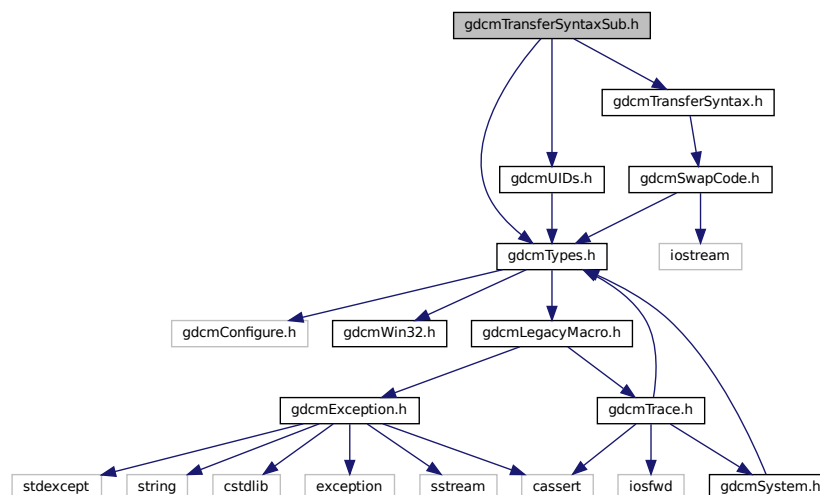 gdcmTransferSyntaxSub.h
gdcmTransferSyntax.h
gdcmUIDs.h
gdcmSwapCode.h
gdcmTypes.h
iostream
gdcmConfigure.h
gdcmWin32.h
gdcmLegacyMacro.h
gdcmException.h
gdcmTrace.h
stdexcept
string
cstdlib
exception
sstream
cassert
iosfwd
gdcmSystem.h